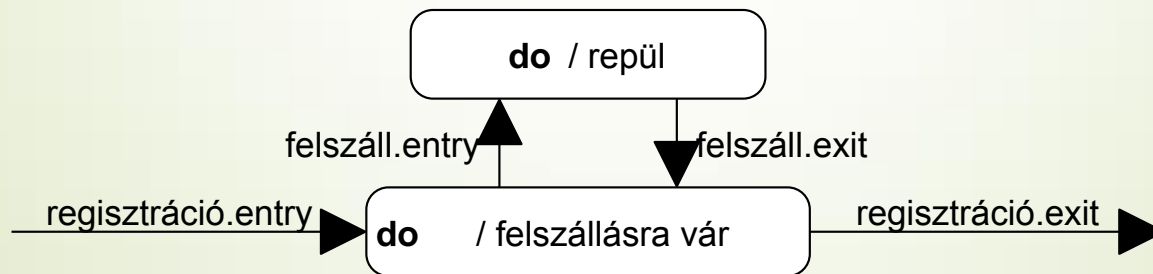 do / repül
felszáll.entry
felszáll.exit
regisztráció.entry
do / felszállásra vár
regisztráció.exit